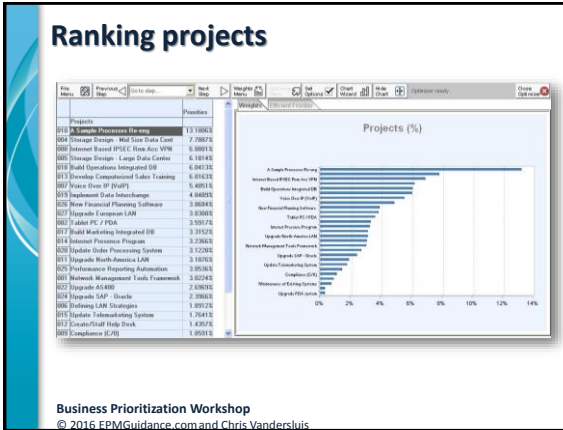 Ranking projects
File Menu
Previous Step
Go to step...
Next Step
Weights Menu
Set Options
Chart Wizard
Hide Chart
Optimizer ready
Close Optimizer
Weights Efficient Frontier
Priorities
Projects
010 A Sample Processes Re-eng 13.1806%
004 Storage Design - Mid Size Data Cent 7.7887%
008 Internet Based IPSEC Rem Acc VPN
005 Storage Design - Large Data Center 6.1814%
018 Build Operations Integrated DB 6.0413%
013 Develop Computerized Sales Training 6.0163%
007 Voice Over IP (VoIP) 5.4851%
019 Implement Data Interchange
026 New Financial Planning Software 3.8684%
027 Upgrade European LAN 3.8308%
002 Tablet PC / PDA 3.5917%
017 Build Marketing Integrated DB 3.3152%
014 Internet Presence Program 3.2366%
020 Update Order Processing System 3.1228%
011 Upgrade North-America LAN 3.1076%
025 Performance Reporting Automation 3.0536%
001 Network Management Tools Framework 3.0224%
022 Upgrade AS400 2.6969%
024 Upgrade SAP - Oracle 2.3966%
006 Defining LAN Strategies 1.8912%
015 Update Telemarketing System 1.7641%
012 Create/Staff Help Desk 1.4357%
009 Compliance (C/B) 1.0591%
Projects (%)
A Sample Processes Re-eng
Internet Based IPSEC Rem Acc VPN
Build Operations Integrated DB
Voice Over IP (VoIP)
New Financial Planning Software
Tablet PC / PDA
Internet Presence Program
Upgrade North-America LAN
Network Management Tools Framework
Upgrade SAP - Oracle
Update Telemarketing System
Compliance (C/B)
Maintenance of Existing Systems
Upgrade PDA system
0% 2% 4% 6% 8% 10% 12% 14%
Business Prioritization Workshop
© 2016 EPMGuidance.com and Chris Vandersluis